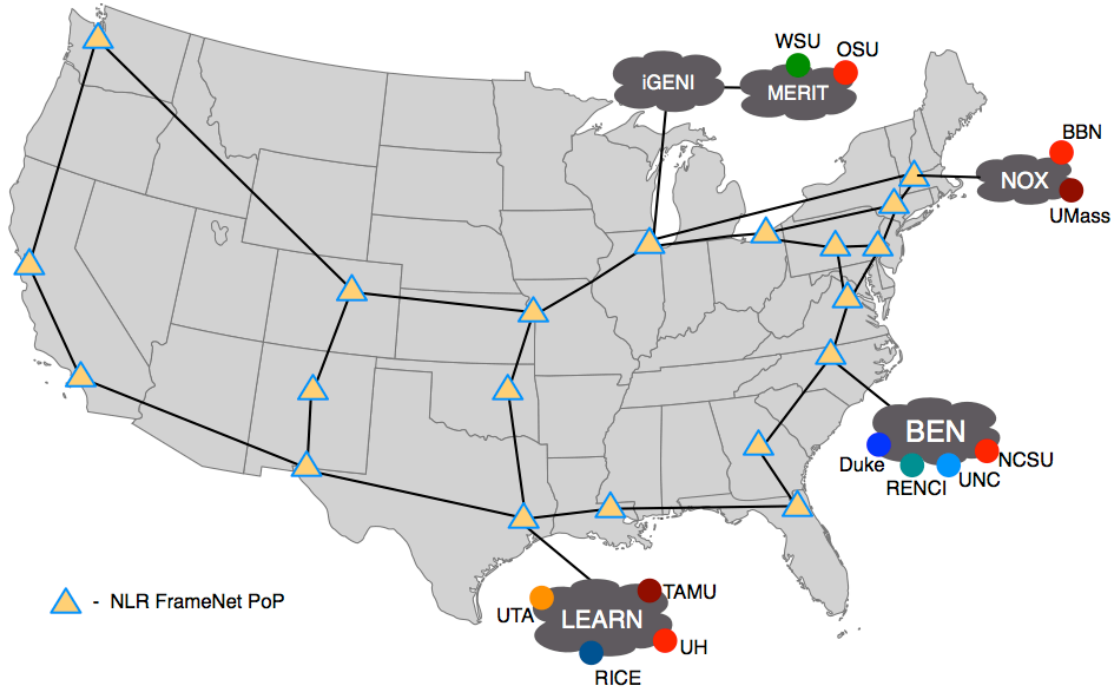 WSU
OSU
iGENI
MERIT
BBN
NOX
UMass
BEN
Duke
NCSU
RENCI
UNC
- NLR FrameNet PoP
UTA
TAMU
LEARN
UH
RICE